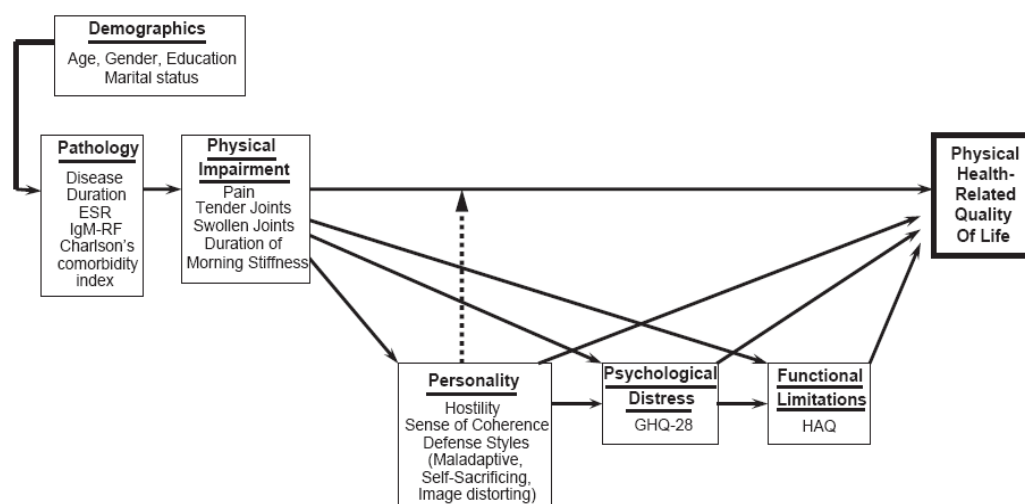 Demographics
Age, Gender, Education
Marital status
Pathology
Disease
Duration
ESR
IgM-RF
Charlson's
comorbidity
index
Physical
Impairment
Pain
Tender Joints
Swollen Joints
Duration of
Morning Stiffness
Physical
Health-
Related
Quality
Of Life
Personality
Hostility
Sense of Coherence
Defense Styles
(Maladaptive,
Self-Sacrificing,
Image distorting)
Psychological
Distress
GHQ-28
Functional
Limitations
HAQ